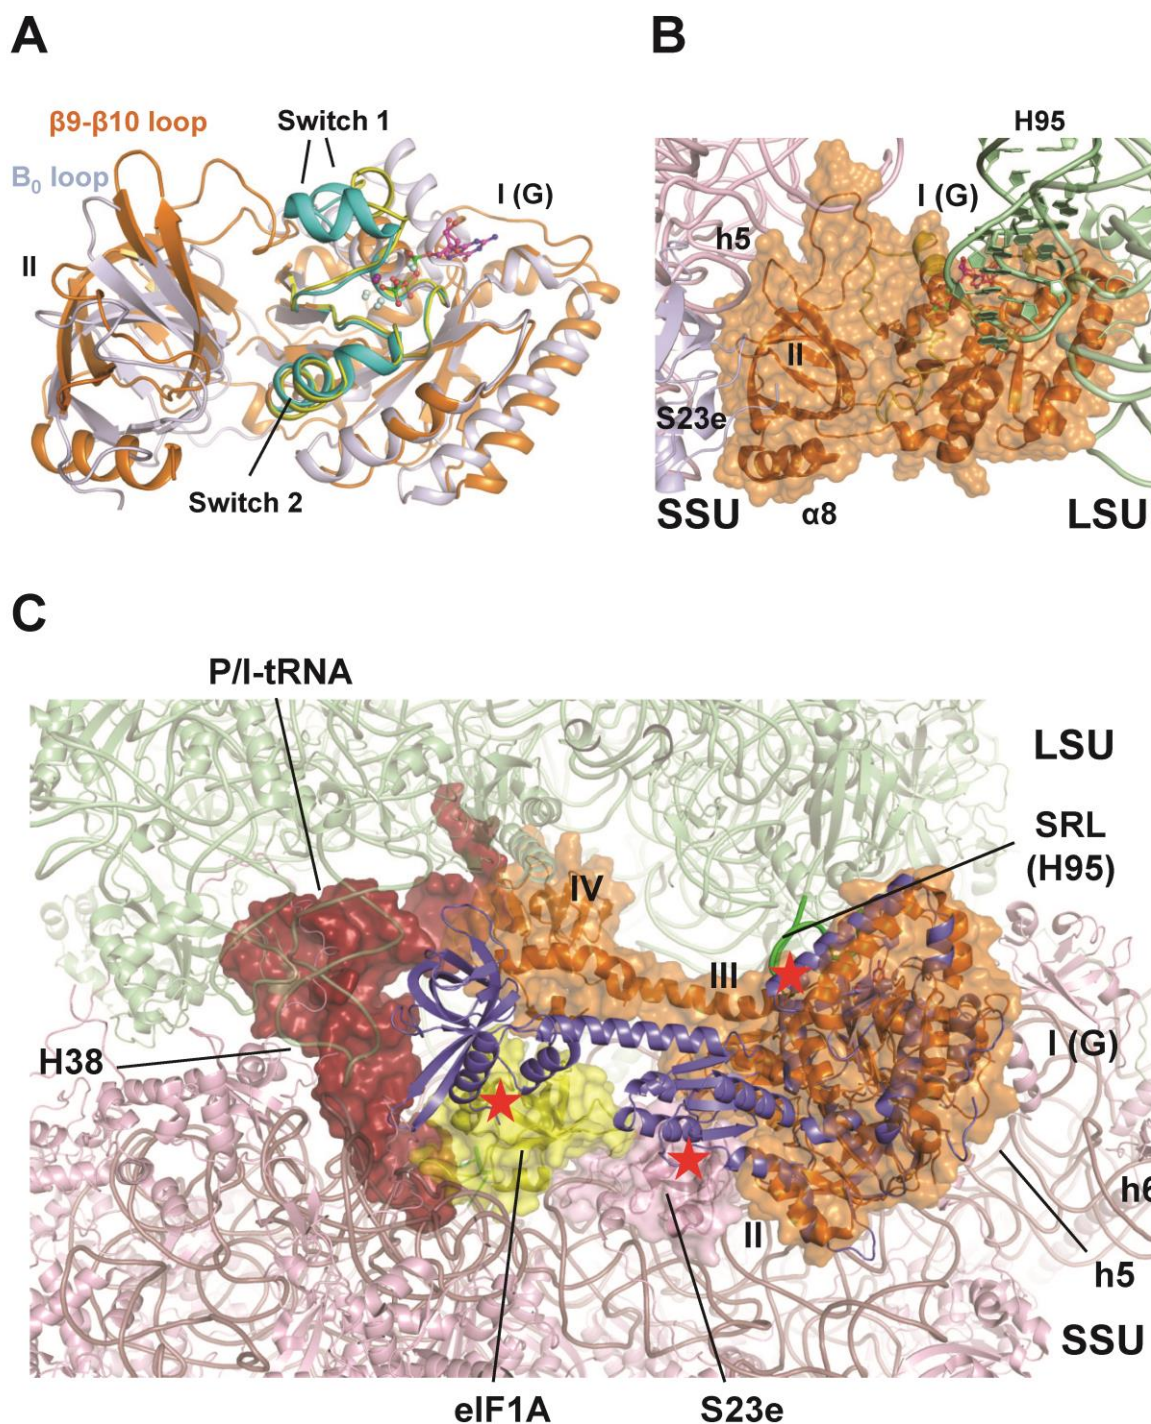 A
β9-β10 loop
Switch 1
B₀ loop
I (G)
II
Switch 2
B
H95
I (G)
h5
II
S23e
SSU
α8
LSU
C
P/I-tRNA
LSU
SRL
(H95)
IV
III
H38
I (G)
h6
II
h5
SSU
eIF1A
S23e